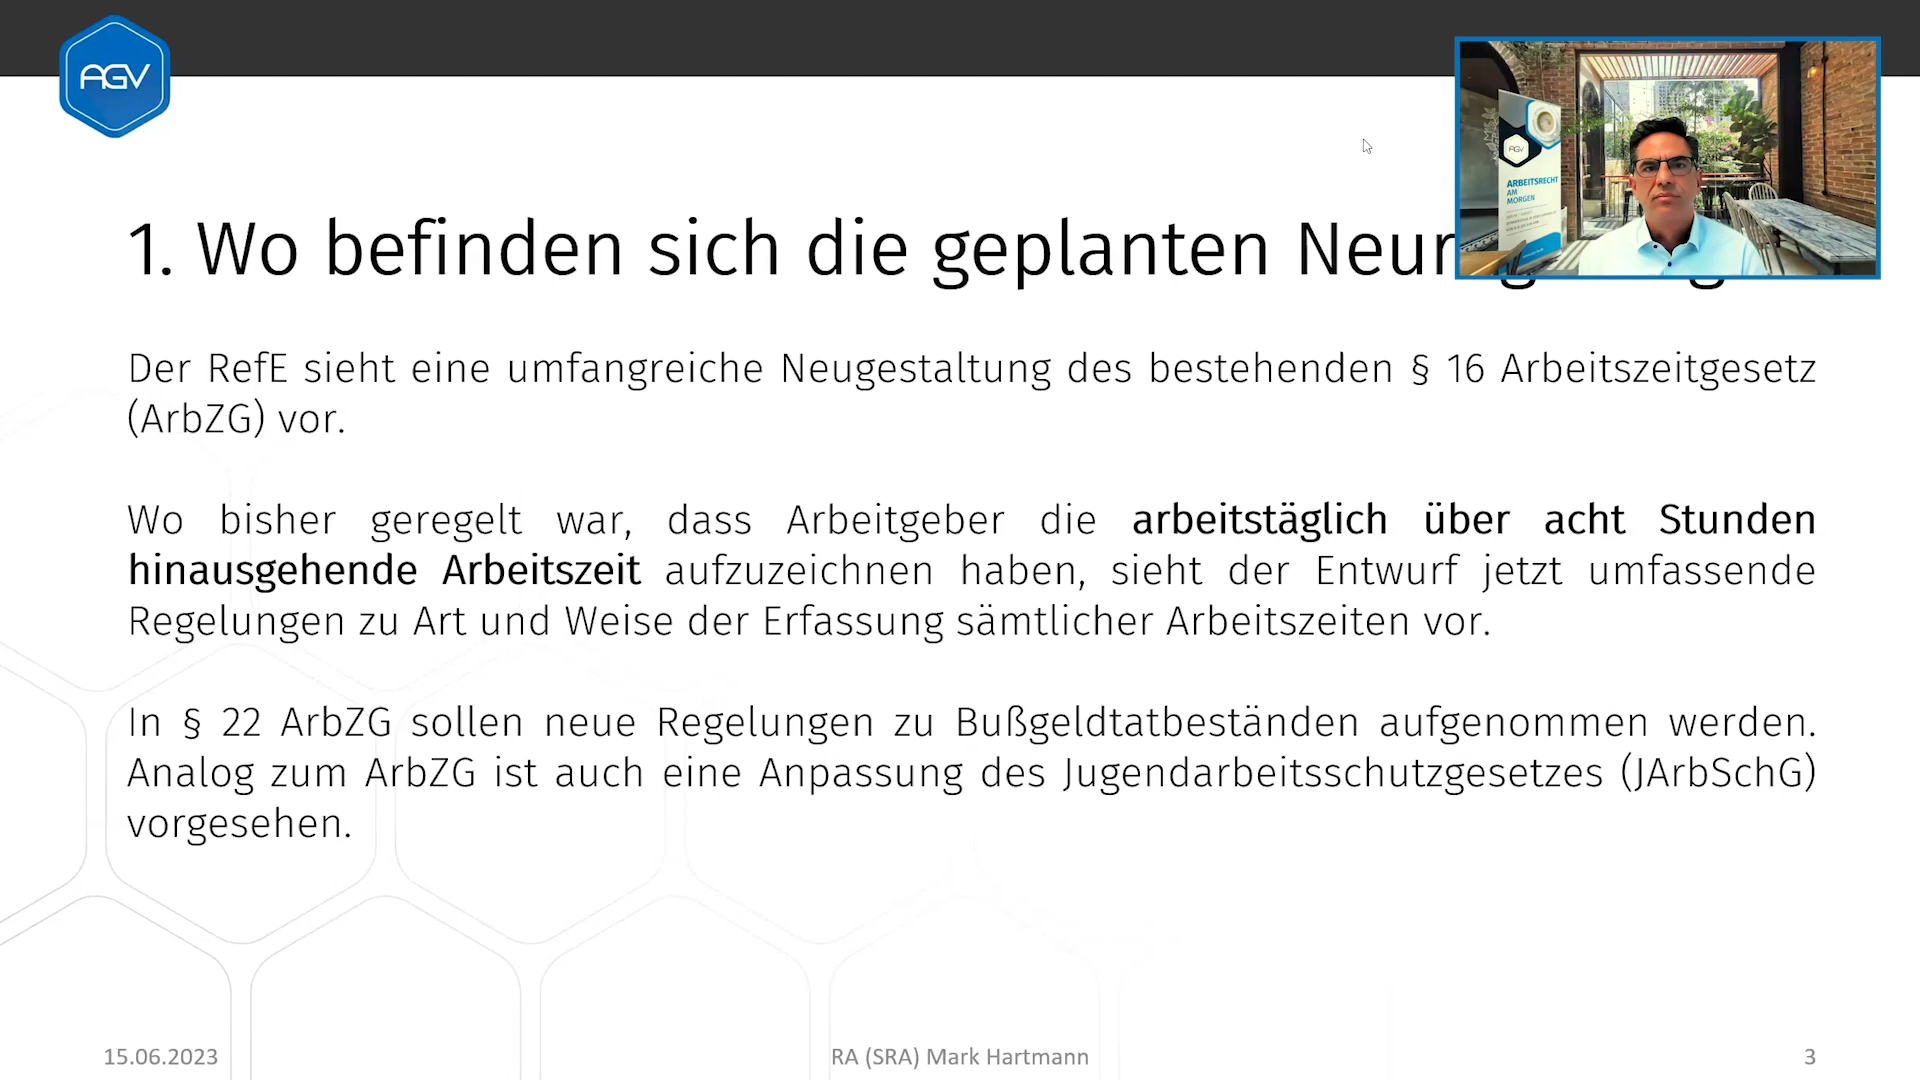 AGV
AGV
ARBEITSRECHT
AM
MORGEN
1. Wo befinden sich die geplanten
Der RefE sieht eine umfangreiche Neugestaltung des bestehenden § 16 Arbeitszeitgesetz
(ArbZG) vor.
Wo bisher geregelt war, dass Arbeitgeber die arbeitstäglich über acht Stunden
hinausgehende Arbeitszeit aufzuzeichnen haben, sieht der Entwurf jetzt umfassende
Regelungen zu Art und Weise der Erfassung sämtlicher Arbeitszeiten vor.
In § 22 ArbZG sollen neue Regelungen zu Bußgeldtatbeständen aufgenommen werden.
Analog zum ArbZG ist auch eine Anpassung des Jugendarbeitsschutzgesetzes (JArbSchG)
vorgesehen.
15.06.2023
RA (SRA) Mark Hartmann
3